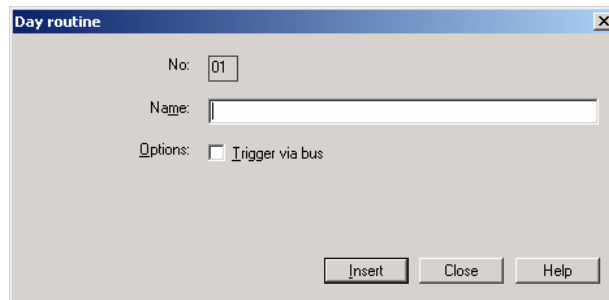 Day routine
No: 01
Name:
Options: Trigger via bus
Insert Close Help